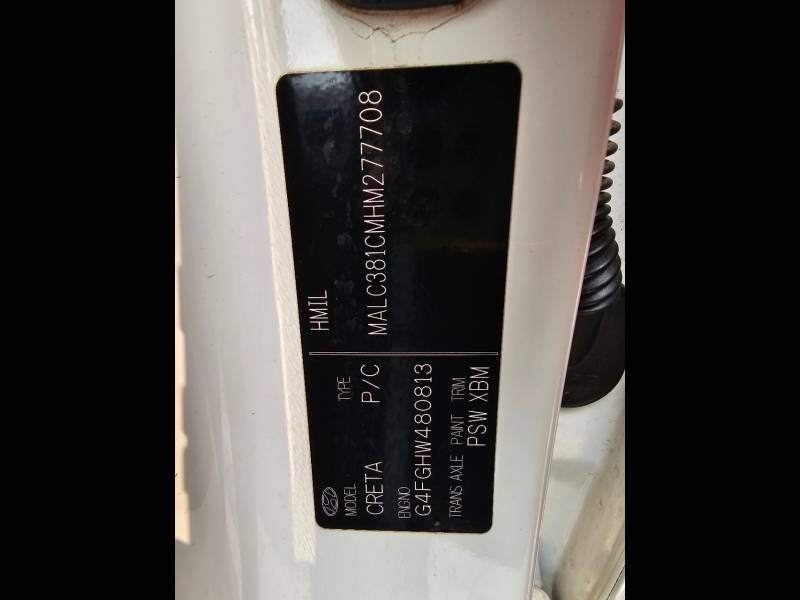 HMIL
MODEL TYPE
CRETA P/C MALC381CMHM277708
ENGNO
G4FGHW480813
TRANS AXLE PAINT TRIM
PSW XBM